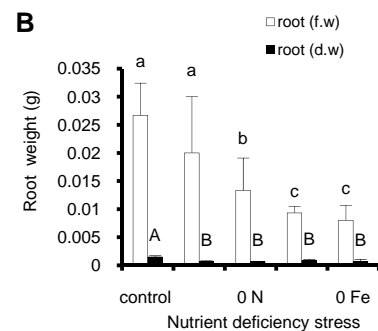 B
root (f.w)
root (d.w)
Root weight (g)
0.035
0.03
0.025
0.02
0.015
0.01
0.005
0
a
a
b
c
c
A
B
B
B
B
control
0 N
0 Fe
Nutrient deficiency stress